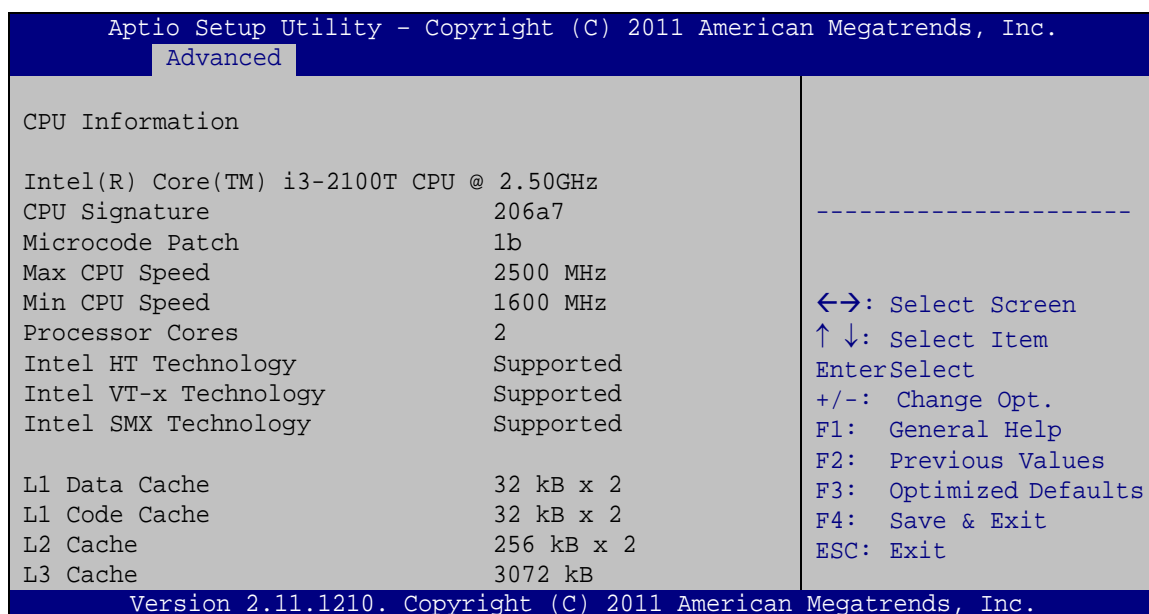 Aptio Setup Utility – Copyright (C) 2011 American Megatrends, Inc.
Advanced
CPU Information
Intel(R) Core(TM) i3-2100T CPU @ 2.50GHz
CPU Signature 206a7
Microcode Patch 1b
Max CPU Speed 2500 MHz
Min CPU Speed 1600 MHz
Processor Cores 2
Intel HT Technology Supported
Intel VT-x Technology Supported
Intel SMX Technology Supported
L1 Data Cache 32 kB x 2
L1 Code Cache 32 kB x 2
L2 Cache 256 kB x 2
L3 Cache 3072 kB
----------------------
←→: Select Screen
↑ ↓: Select Item
EnterSelect
+/-: Change Opt.
F1: General Help
F2: Previous Values
F3: Optimized Defaults
F4: Save & Exit
ESC: Exit
Version 2.11.1210. Copyright (C) 2011 American Megatrends, Inc.